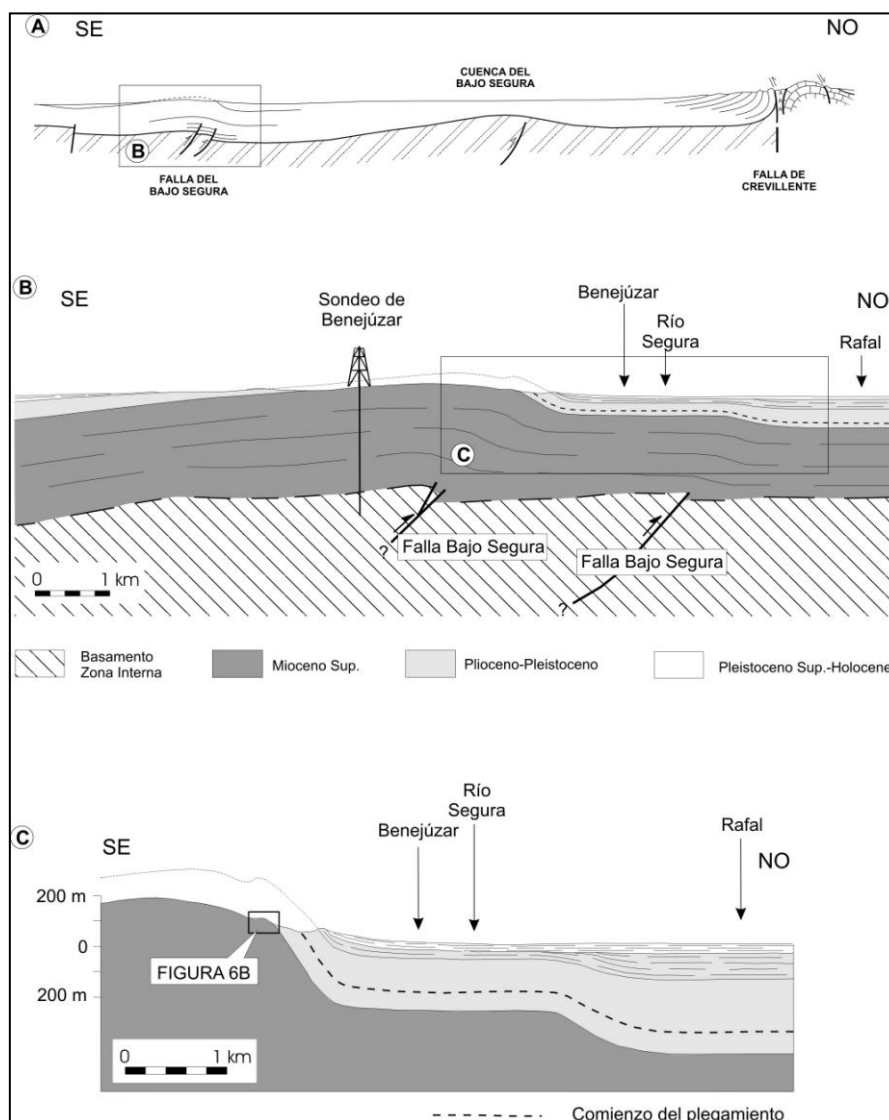 A
SE
NO
CUENCA DEL
BAJO SEGURA
B
FALLA DEL
BAJO SEGURA
FALLA DE
CREVILLENTE
B
SE
NO
Sondeo de
Benejúzar
Benejúzar
Río
Segura
Rafal
C
?
Falla Bajo Segura
?
Falla Bajo Segura
0 1 km
Basamento
Zona Interna
Mioceno Sup.
Plioceno-Pleistoceno
Pleistoceno Sup.-Holocene
C
SE
NO
Benejúzar
Río
Segura
Rafal
200 m
0
200 m
FIGURA 6B
0 1 km
Comienzo del plegamiento